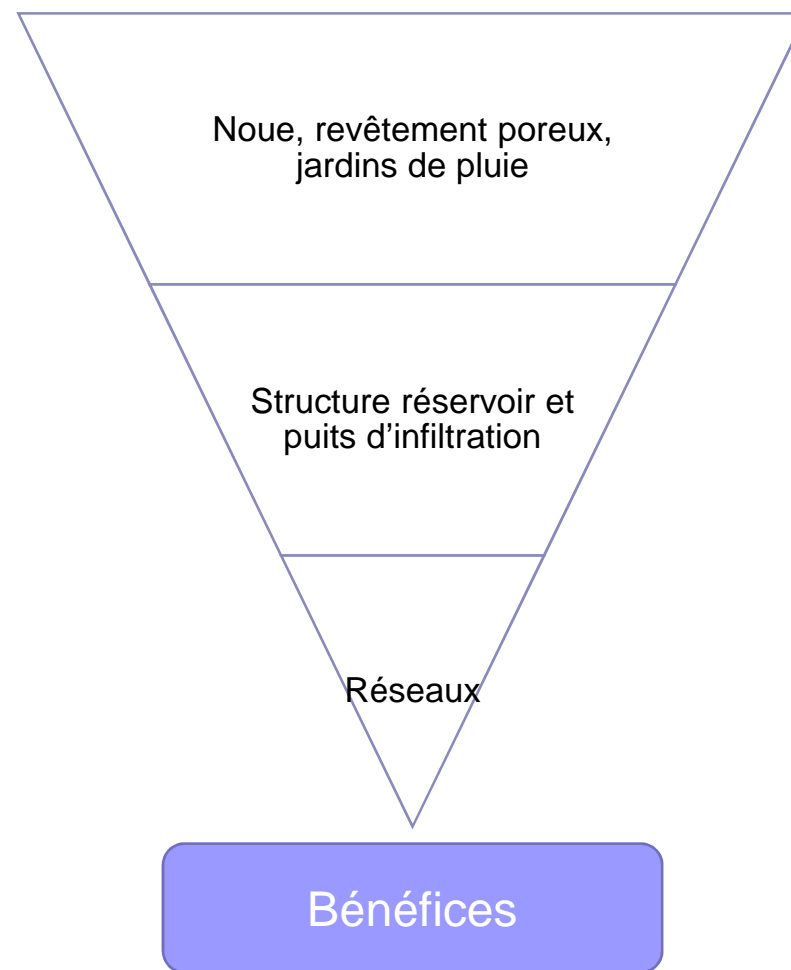 Noue, revêtement poreux,
jardins de pluie
Structure réservoir et
puits d'infiltration
Réseaux
Bénéfices